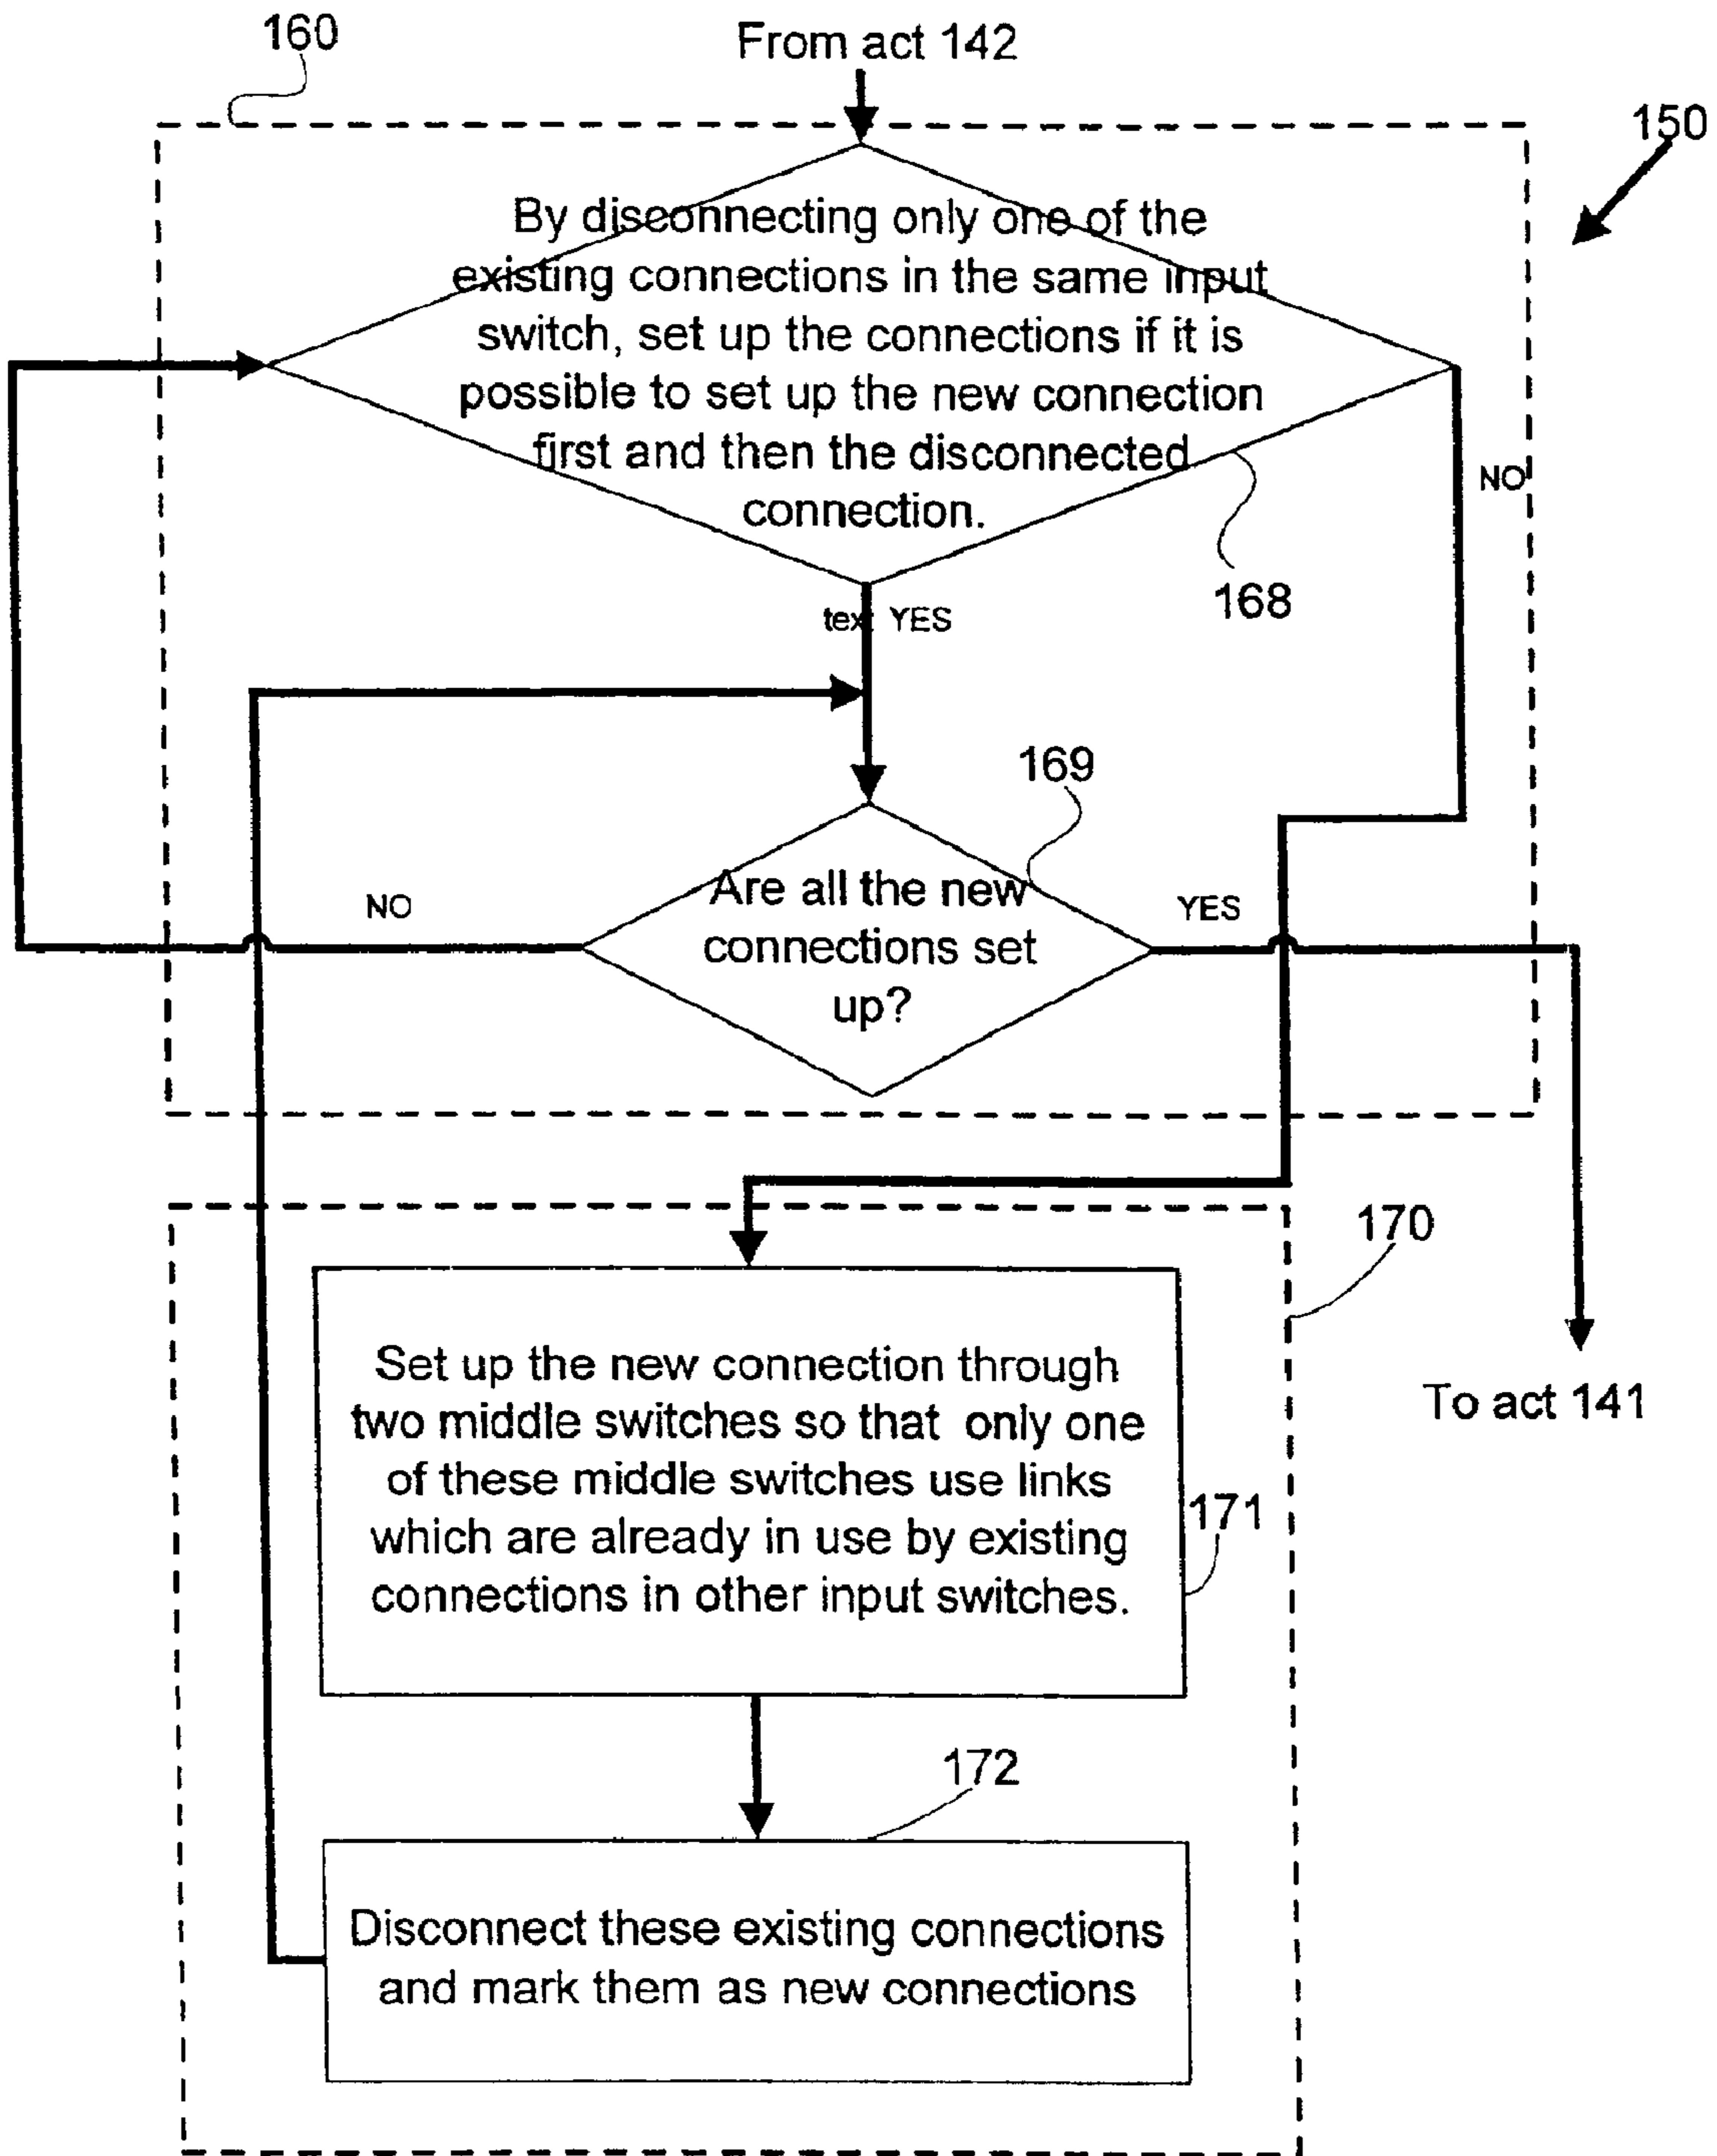 160
From act 142
150
By disconnecting only one of the
existing connections in the same input
switch, set up the connections if it is
possible to set up the new connection
first and then the disconnected
connection.
NO
168
tex YES
169
NO
Are all the new
connections set
up?
YES
170
To act 141
Set up the new connection through
two middle switches so that only one
of these middle switches use links
which are already in use by existing
connections in other input switches.
171
172
Disconnect these existing connections
and mark them as new connections